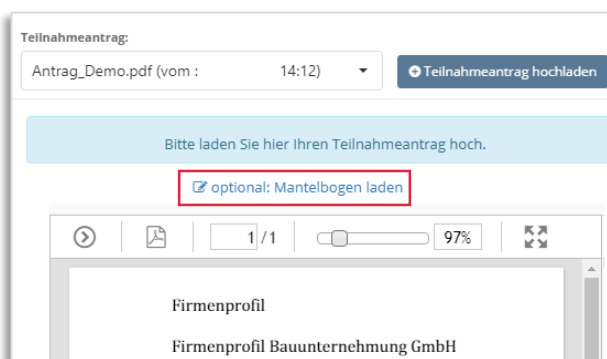 Teilnahmeantrag:
Antrag_Demo.pdf (vom : 14:12)
Teilnahmeantrag hochladen
Bitte laden Sie hier Ihren Teilnahmeantrag hoch.
optional: Mantelbogen laden
1 / 1
97%
Firmenprofil
Firmenprofil Bauunternehmung GmbH